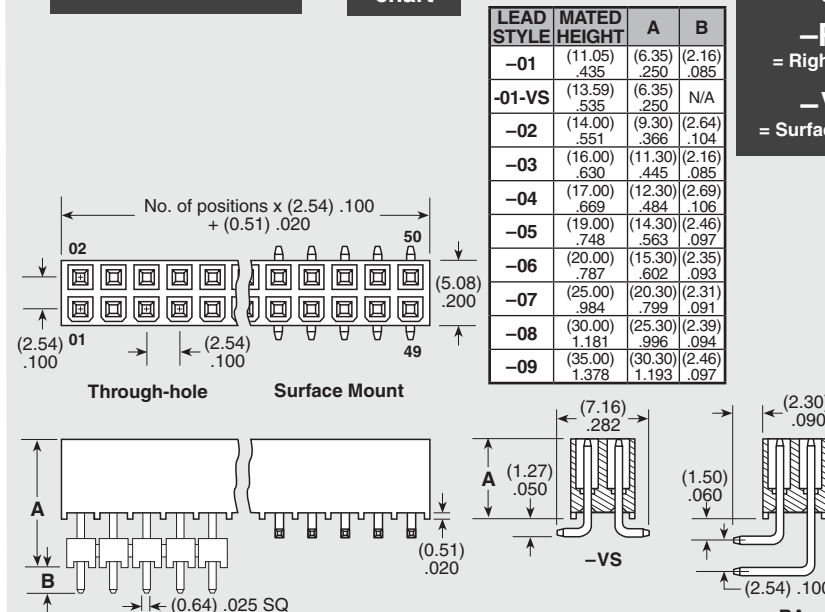 LEAD STYLE MATED HEIGHT A B
–01 (11.05) .435 (6.35) .250 (2.16) .085
-01-VS (13.59) .535 (6.35) .250 N/A
–02 (14.00) .551 (9.30) .366 (2.64) .104
–03 (16.00) .630 (11.30) .445 (2.16) .085
–04 (17.00) .669 (12.30) .484 (2.69) .106
–05 (19.00) .748 (14.30) .563 (2.46) .097
–06 (20.00) .787 (15.30) .602 (2.35) .093
–07 (25.00) .984 (20.30) .799 (2.31) .091
–08 (30.00) 1.181 (25.30) .996 (2.39) .094
–09 (35.00) 1.378 (30.30) 1.193 (2.46) .097
No. of positions x (2.54) .100
+ (0.51) .020
02
50
(5.08)
.200
(2.54)
.100
01
(2.54)
.100
49
Through-hole
Surface Mount
A
B
(0.64) .025 SQ
(0.51)
.020
(7.16)
.282
A
(1.27)
.050
–VS
(2.30)
.090
(1.50)
.060
(2.54) .100
= Righ
= Surfa